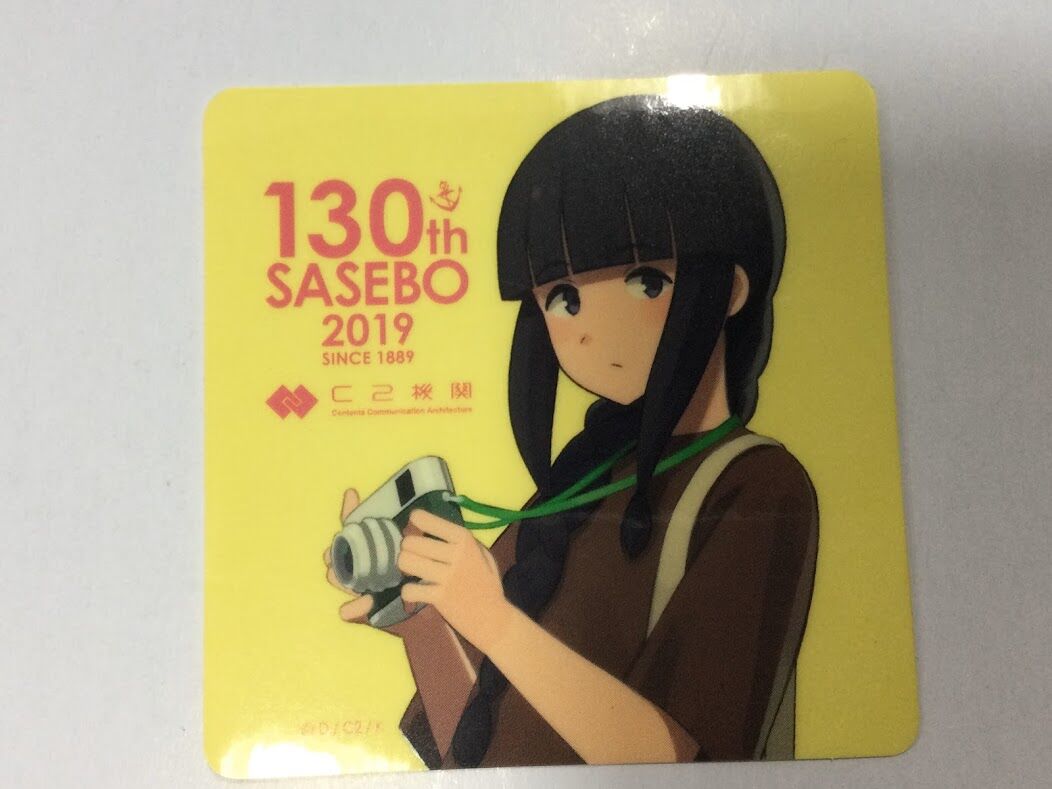 130th
SASEBO
2019
SINCE 1889
C2機関
Contents Communication Architecture
©D/C2/K